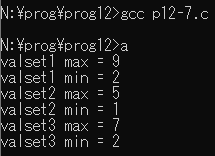 N:¥prog¥prog12>gcc p12-7.c
N:¥prog¥prog12>a
valset1 max = 9
valset1 min = 2
valset2 max = 5
valset2 min = 1
valset3 max = 7
valset3 min = 2